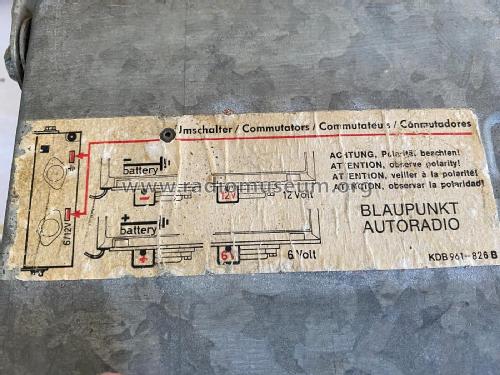 Umschalter / Commutators / Commutateurs / Conmutadores
ACHTUNG, Polarität beachten!
ATTENTION, observe polarity!
ATTENTION, veiller à la polarité!
ATENCION, observar la polaridad!
battery
12V
12 Volt
www.radiomuseum.org
6/12V
battery
6V
6 Volt
BLAUPUNKT
AUTORADIO
KDB 961-826 B